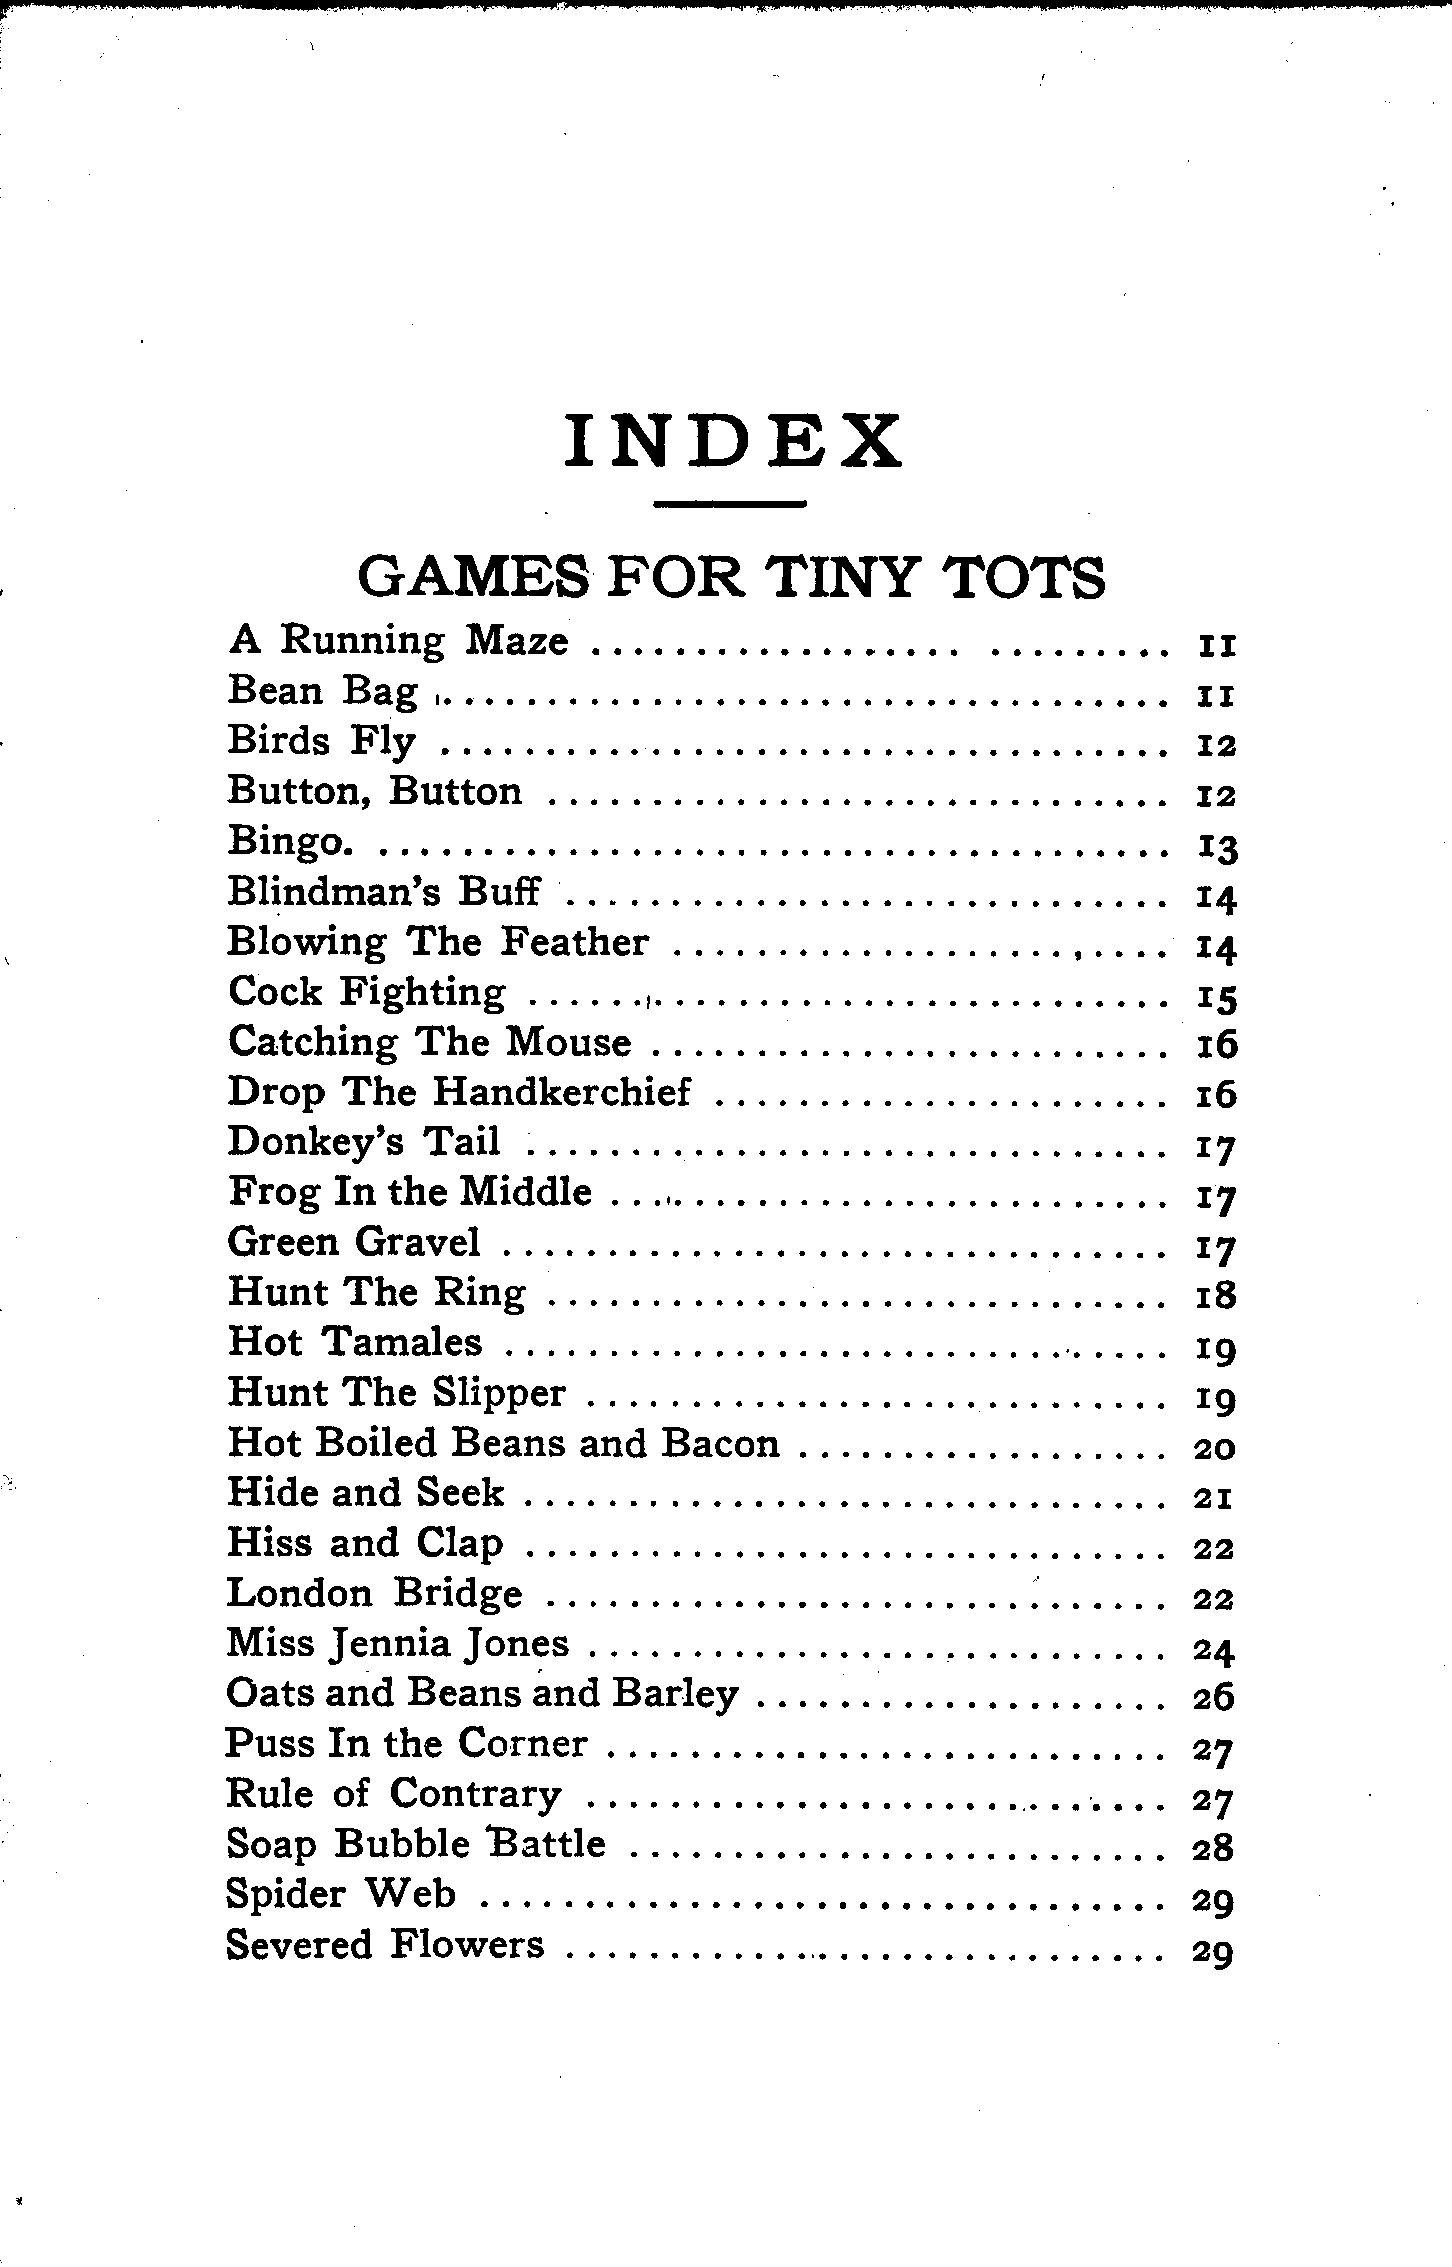 INDEX
GAMES FOR TINY TOTS
A Running Maze .......................... 11
Bean Bag .................................. 11
Birds Fly ................................... 12
Button, Button .............................. 12
Bingo. ...................................... 13
Blindman's Buff ............................. 14
Blowing The Feather ........................ 14
Cock Fighting ............................... 15
Catching The Mouse ......................... 16
Drop The Handkerchief ...................... 16
Donkey's Tail ............................... 17
Frog In the Middle .......................... 17
Green Gravel ................................ 17
Hunt The Ring .............................. 18
Hot Tamales ................................ 19
Hunt The Slipper ............................ 19
Hot Boiled Beans and Bacon .................. 20
Hide and Seek ............................... 21
Hiss and Clap ............................... 22
London Bridge .............................. 22
Miss Jennia Jones ............................ 24
Oats and Beans and Barley .................... 26
Puss In the Corner ........................... 27
Rule of Contrary ............................ 27
Soap Bubble Battle .......................... 28
Spider Web ................................. 29
Severed Flowers ............................. 29